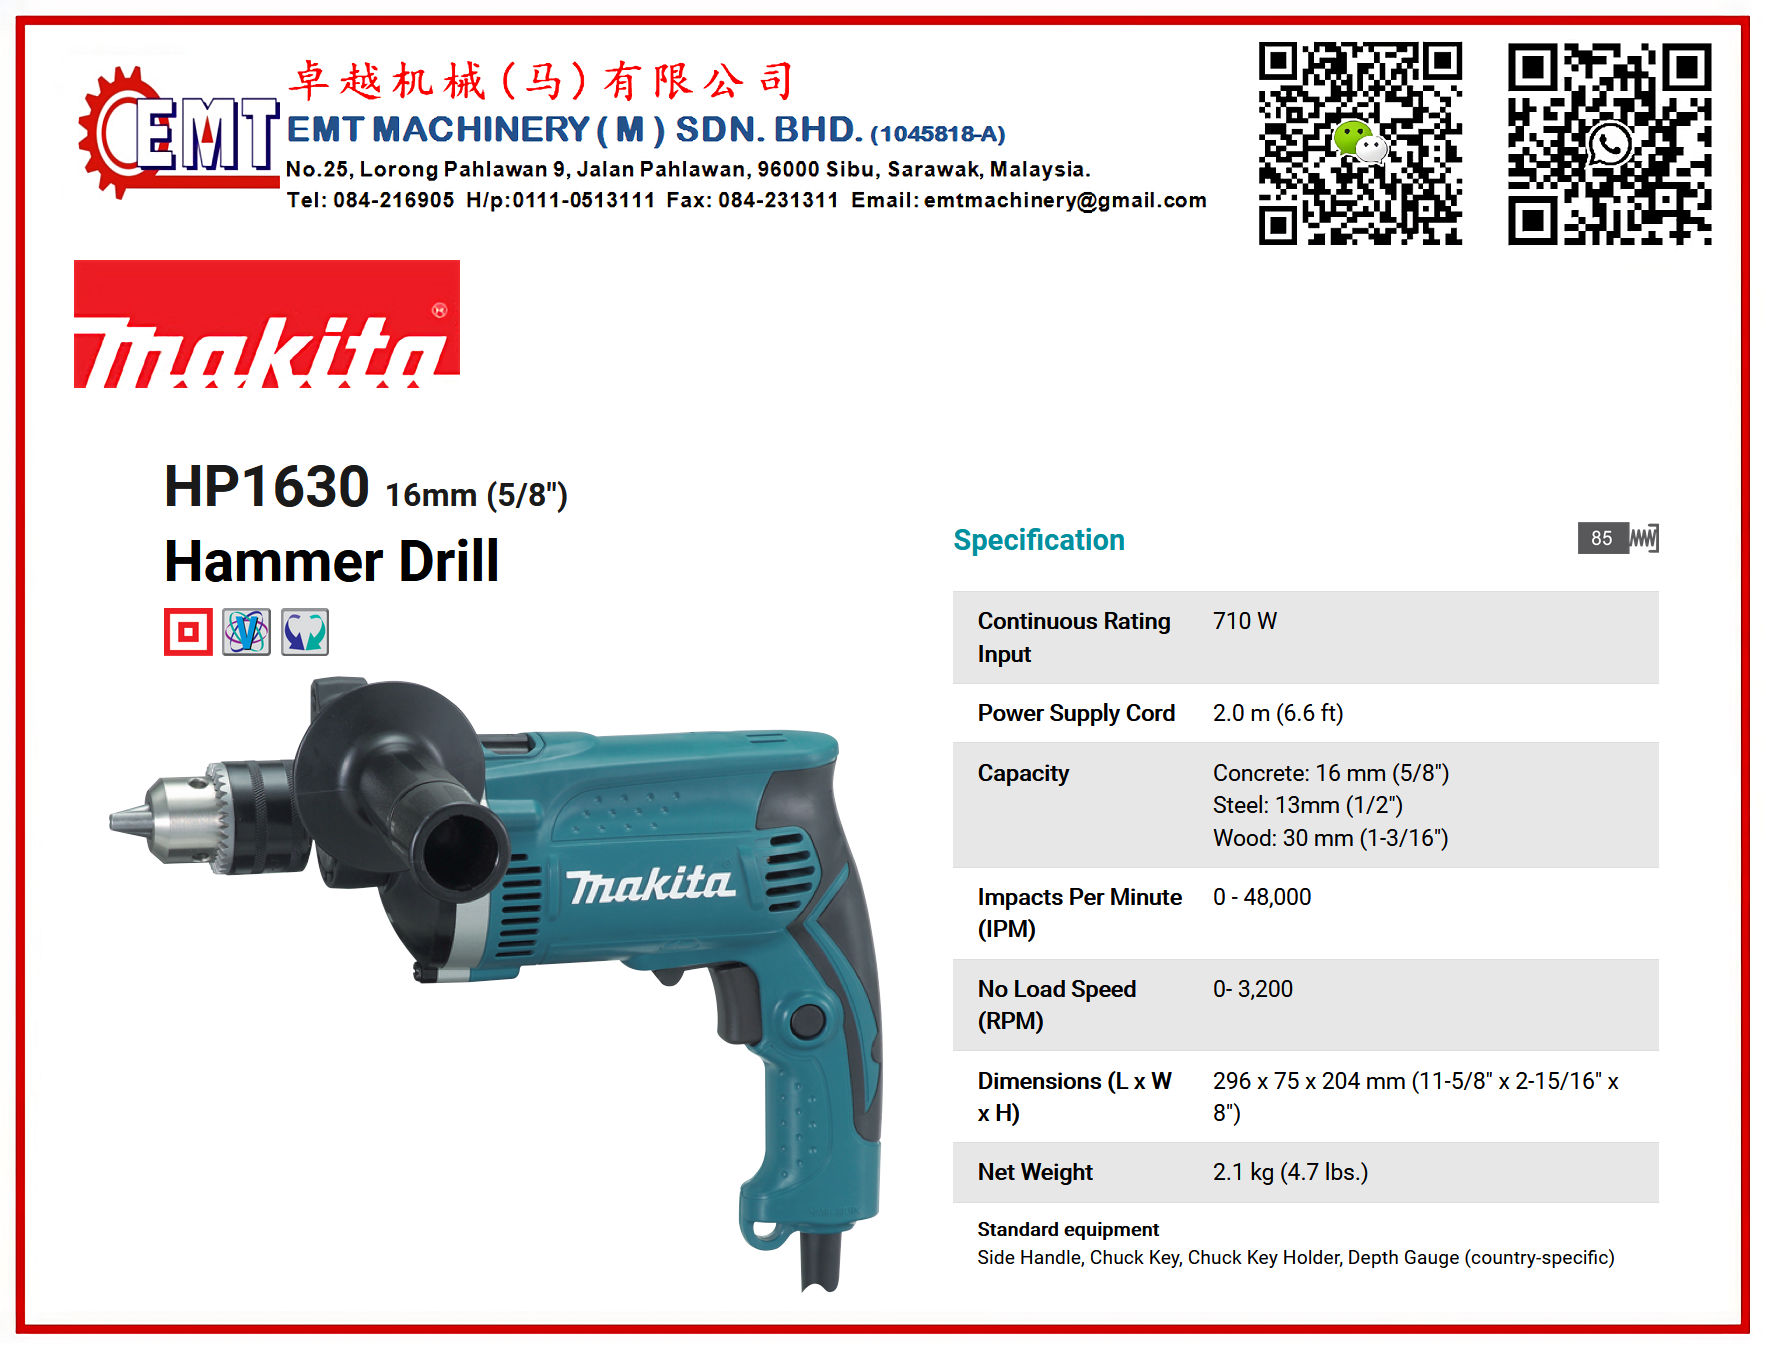 卓越机械(马)有限公司
EMT
EMT MACHINERY ( M ) SDN. BHD. (1045818-A)
No.25, Lorong Pahlawan 9, Jalan Pahlawan, 96000 Sibu, Sarawak, Malaysia.
Tel: 084-216905 H/p:0111-0513111 Fax: 084-231311 Email: emtmachinery@gmail.com
makita
HP1630 16mm (5/8")
Hammer Drill
V
makita
Specification
85
Continuous Rating Input 710 W
Power Supply Cord 2.0 m (6.6 ft)
Capacity Concrete: 16 mm (5/8")
Steel: 13mm (1/2")
Wood: 30 mm (1-3/16")
Impacts Per Minute (IPM) 0 - 48,000
No Load Speed (RPM) 0- 3,200
Dimensions (L x W x H) 296 x 75 x 204 mm (11-5/8" x 2-15/16" x 8")
Net Weight 2.1 kg (4.7 lbs.)
Standard equipment
Side Handle, Chuck Key, Chuck Key Holder, Depth Gauge (country-specific)